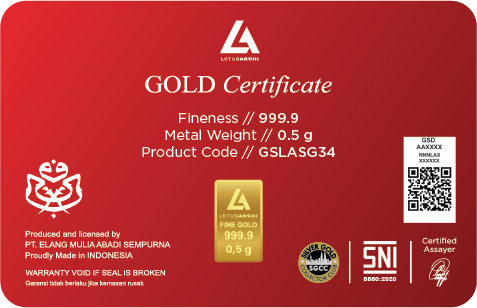 LOTUSARCHI
GOLD Certificate
Fineness // 999.9
Metal Weight // 0.5 g
Product Code // GSLASG34
GSD
AAXXXX
NNNLAX
XXXXXX
LOTUSARCHI
FINE GOLD
999.9
0,5 g
Produced and licensed by
PT. ELANG MULIA ABADI SEMPURNA
Proudly Made in INDONESIA
WARRANTY VOID IF SEAL IS BROKEN
Garansi tidak berlaku jika kemasan rusak
SILVER GOLD
SGCC
COLLECTOR
SNI
8880:2020
Certified
Assayer